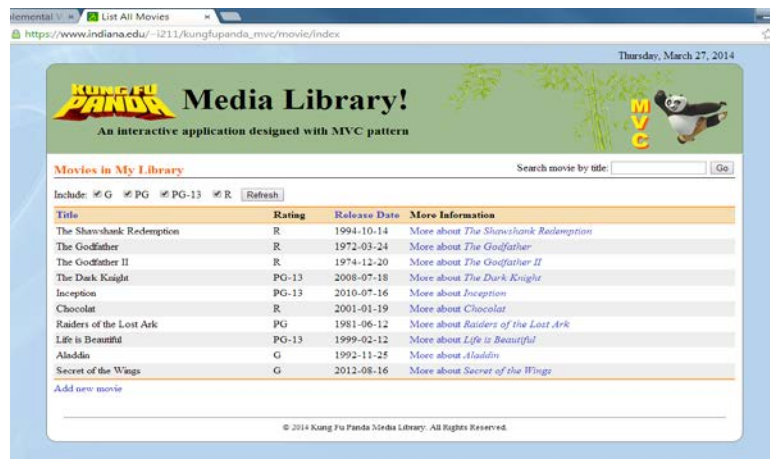 List All Movies
https://www.indiana.edu/~i211/kungfupanda_mvc/movie/index
Thursday, March 27, 2014
KUNG FU PANDA Media Library!
An interactive application designed with MVC pattern
MVC
Movies in My Library Search movie by title: Go
Include: G PG PG-13 R Refresh
Title Rating Release Date More Information
The Shawshank Redemption R 1994-10-14 More about The Shawshank Redemption
The Godfather R 1972-03-24 More about The Godfather
The Godfather II R 1974-12-20 More about The Godfather II
The Dark Knight PG-13 2008-07-18 More about The Dark Knight
Inception PG-13 2010-07-16 More about Inception
Chocolat R 2001-01-19 More about Chocolat
Raiders of the Lost Ark PG 1981-06-12 More about Raiders of the Lost Ark
Life is Beautiful PG-13 1999-02-12 More about Life is Beautiful
Aladdin G 1992-11-25 More about Aladdin
Secret of the Wings G 2012-08-16 More about Secret of the Wings
Add new movie
© 2014 Kung Fu Panda Media Library. All Rights Reserved.